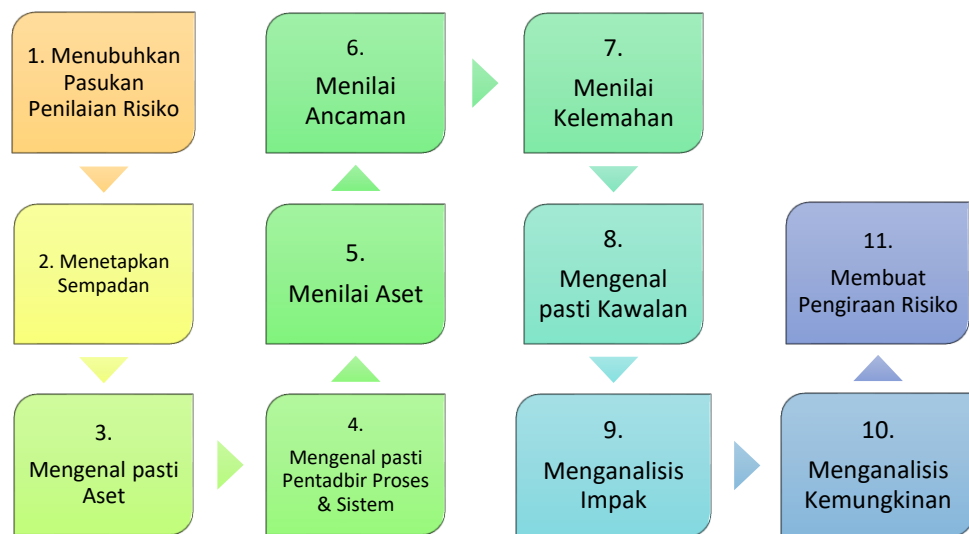 1. Menubuhkan
Pasukan
Penilaian Risiko
2. Menetapkan
Sempadan
3.
Mengenal pasti
Aset
4.
Mengenal pasti
Pentadbir Proses
& Sistem
5.
Menilai Aset
6.
Menilai
Ancaman
7.
Menilai
Kelemahan
8.
Mengenal
pasti Kawalan
9.
Menganalisis
Impak
10.
Menganalisis
Kemungkinan
11.
Membuat
Pengiraan Risiko